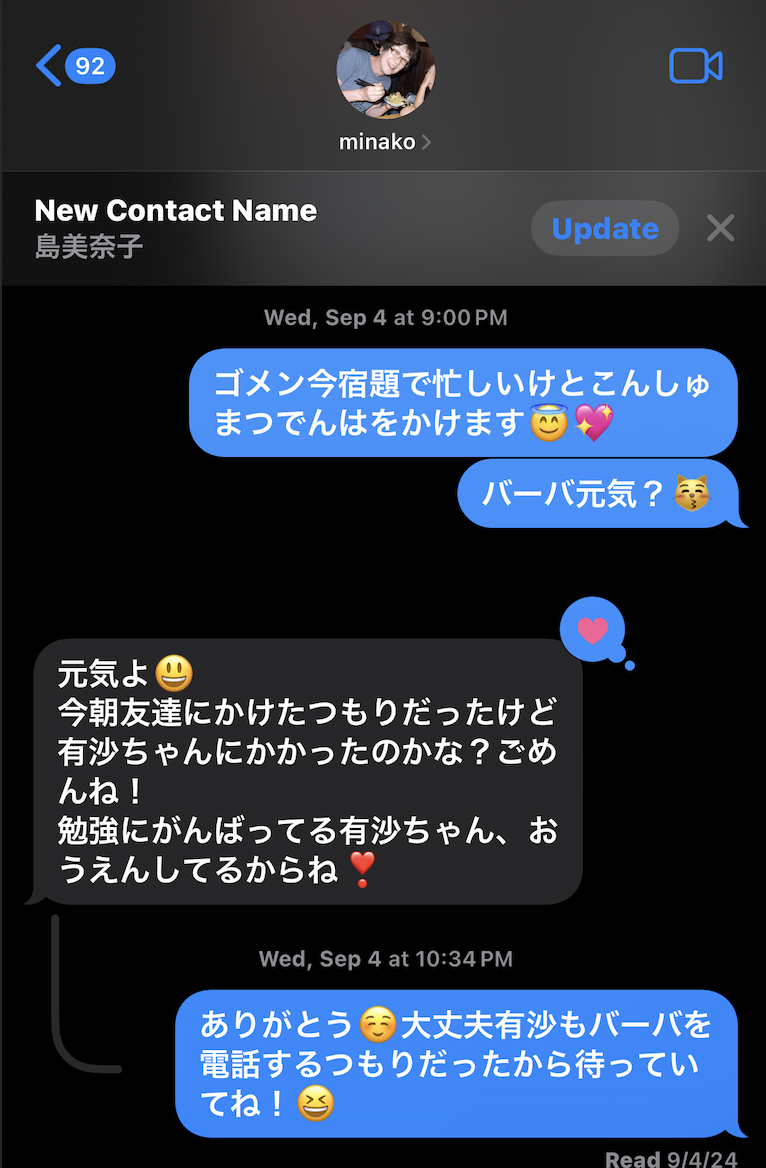 92
minako
New Contact Name
島美奈子
Update
Wed, Sep 4 at 9:00 PM
ゴメン今宿題で忙しいけとこんしゅ
まつでんはをかけます😇💖
バーバ元気？😽
元気よ😃
今朝友達にかけたつもりだったけど
有沙ちゃんにかかったのかな？ごめ
んね！
勉強にがんばってる有沙ちゃん、お
うえんしてるからね❣️
Wed, Sep 4 at 10:34 PM
ありがとう☺️大丈夫有沙もバーバを
電話するつもりだったから待ってい
てね！😆
Read 9/4/24